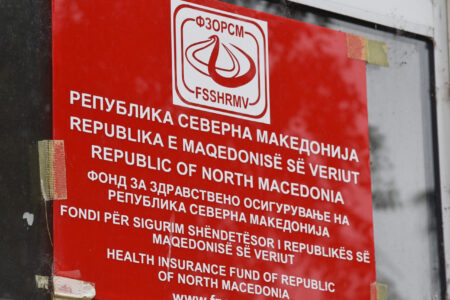 ФЗОРСМ
FSSHRMV
РЕПУБЛИКА СЕВЕРНА МАКЕДОНИЈА
REPUBLIKA E MAQEDONISË SË VERIUT
REPUBLIC OF NORTH MACEDONIA
ФОНД ЗА ЗДРАВСТВЕНО ОСИГУРУВАЊЕ НА
РЕПУБЛИКА СЕВЕРНА МАКЕДОНИЈА
FONDI PËR SIGURIM SHËNDETËSOR I REPUBLIKËS SË
MAQEDONISË SË VERIUT
HEALTH INSURANCE FUND OF REPUBLIC
OF NORTH MACEDONIA